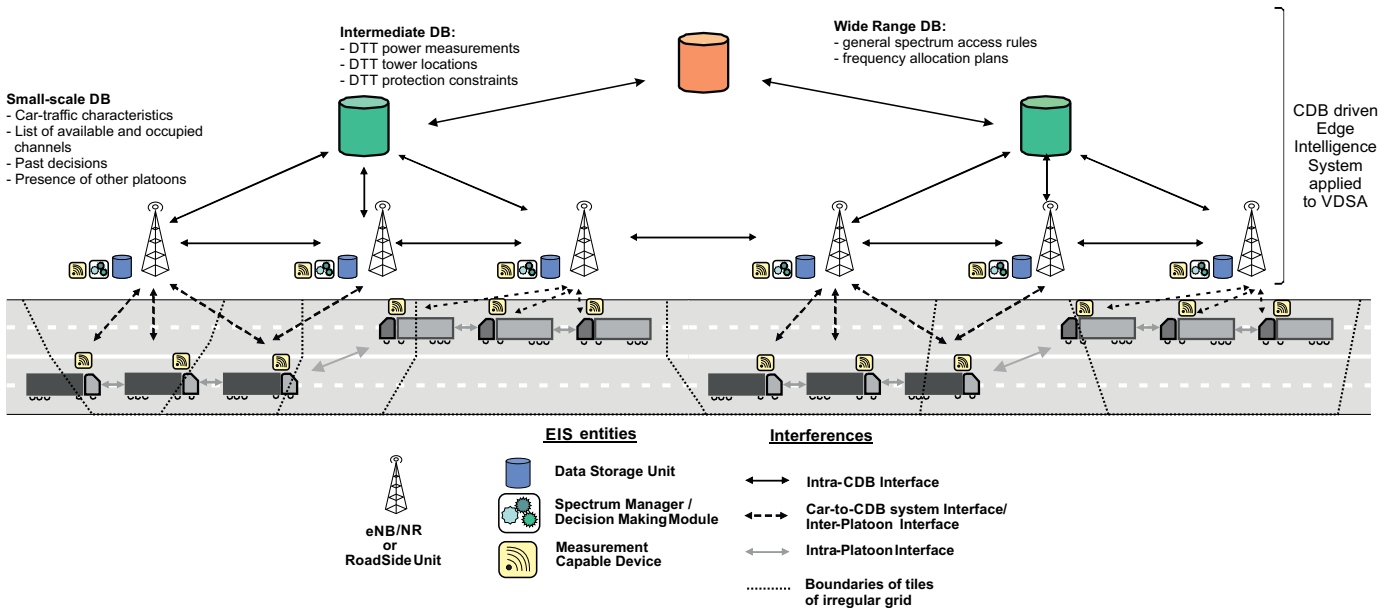 Intermediate DB:
- DTT power measurements
- DTT tower locations
- DTT protection constraints
Wide Range DB:
- general spectrum access rules
- frequency allocation plans
Small-scale DB
- Car-traffic characteristics
- List of available and occupied
channels
- Past decisions
- Presence of other platoons
CDB driven
Edge
Intelligence
System
applied
to VDSA
EIS entities
Interferences
eNB/NR
or
RoadSide Unit
Data Storage Unit
Spectrum Manager /
Decision Making Module
Measurement
Capable Device
Intra-CDB Interface
Car-to-CDB system Interface/
Inter-Platoon Interface
Intra-Platoon Interface
Boundaries of tiles
of irregular grid